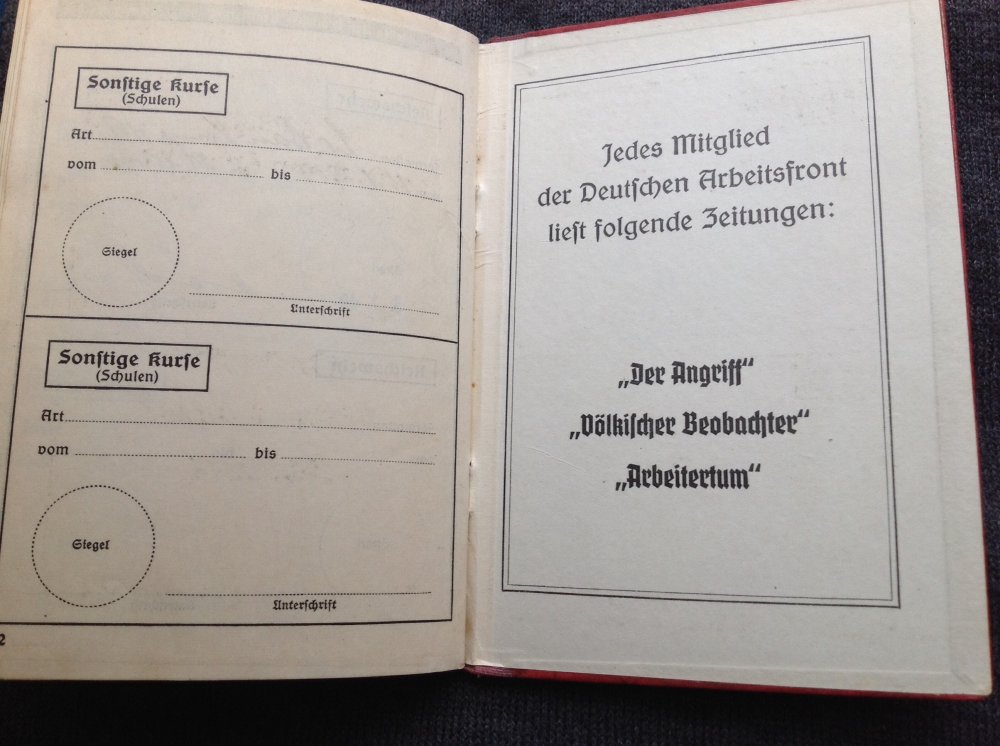 Sonstige Kurse
(Schulen)
Art
vom bis
Siegel
Unterschrift
Sonstige Kurse
(Schulen)
Art
vom bis
Siegel
Unterschrift
2
Jedes Mitglied
der Deutschen Arbeitsfront
liest folgende Zeitungen:
„Der Angriff“
„Völkischer Beobachter“
„Arbeitertum“